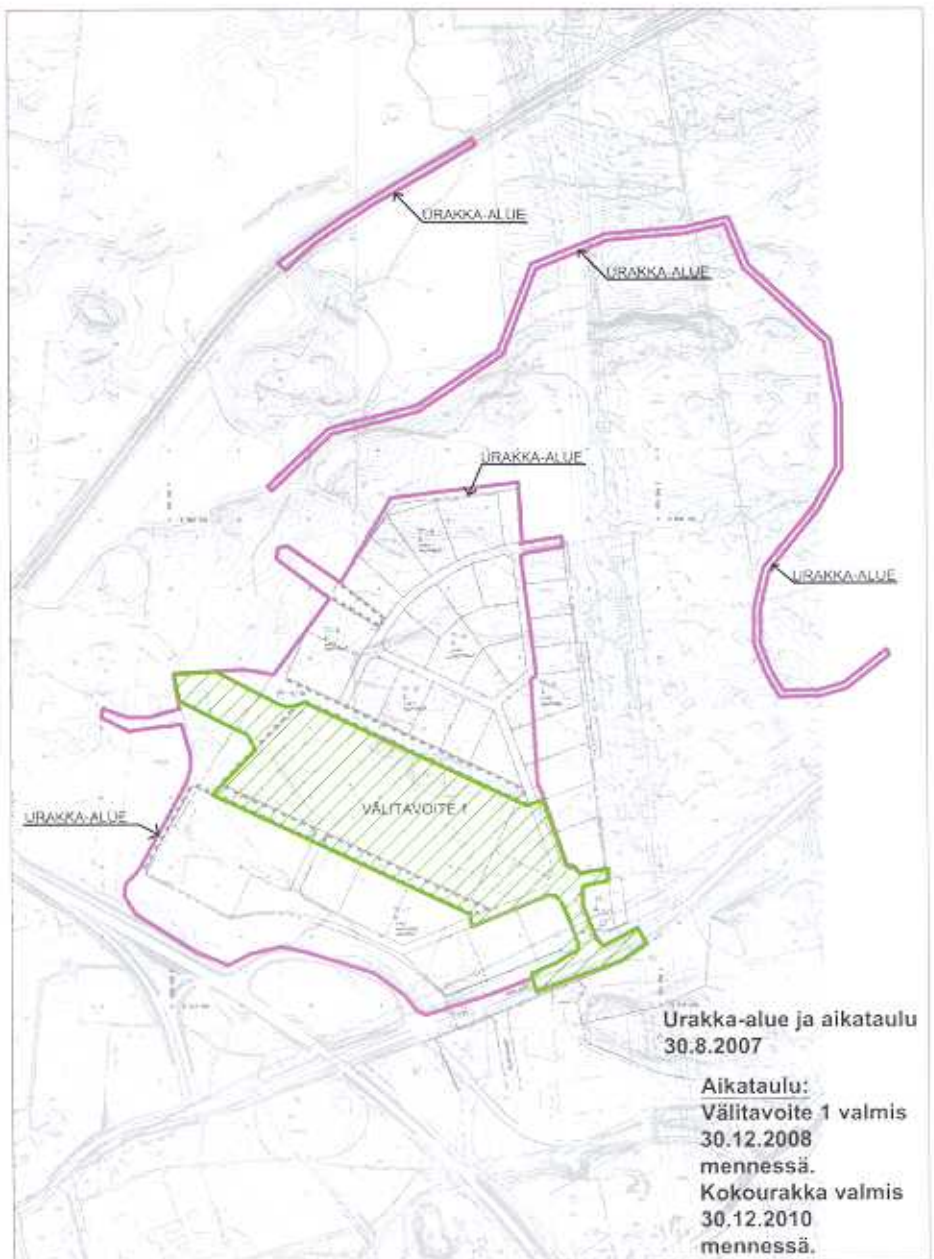 URAKKA-ALUE
URAKKA-ALUE
URAKKA-ALUE
URAKKA-ALUE
VÄLITAVOITE 1
URAKKA-ALUE
Urakka-alue ja aikataulu
30.8.2007
Aikataulu:
Välitavoite 1 valmis
30.12.2008
mennessä.
Kokourakka valmis
30.12.2010
mennessä.